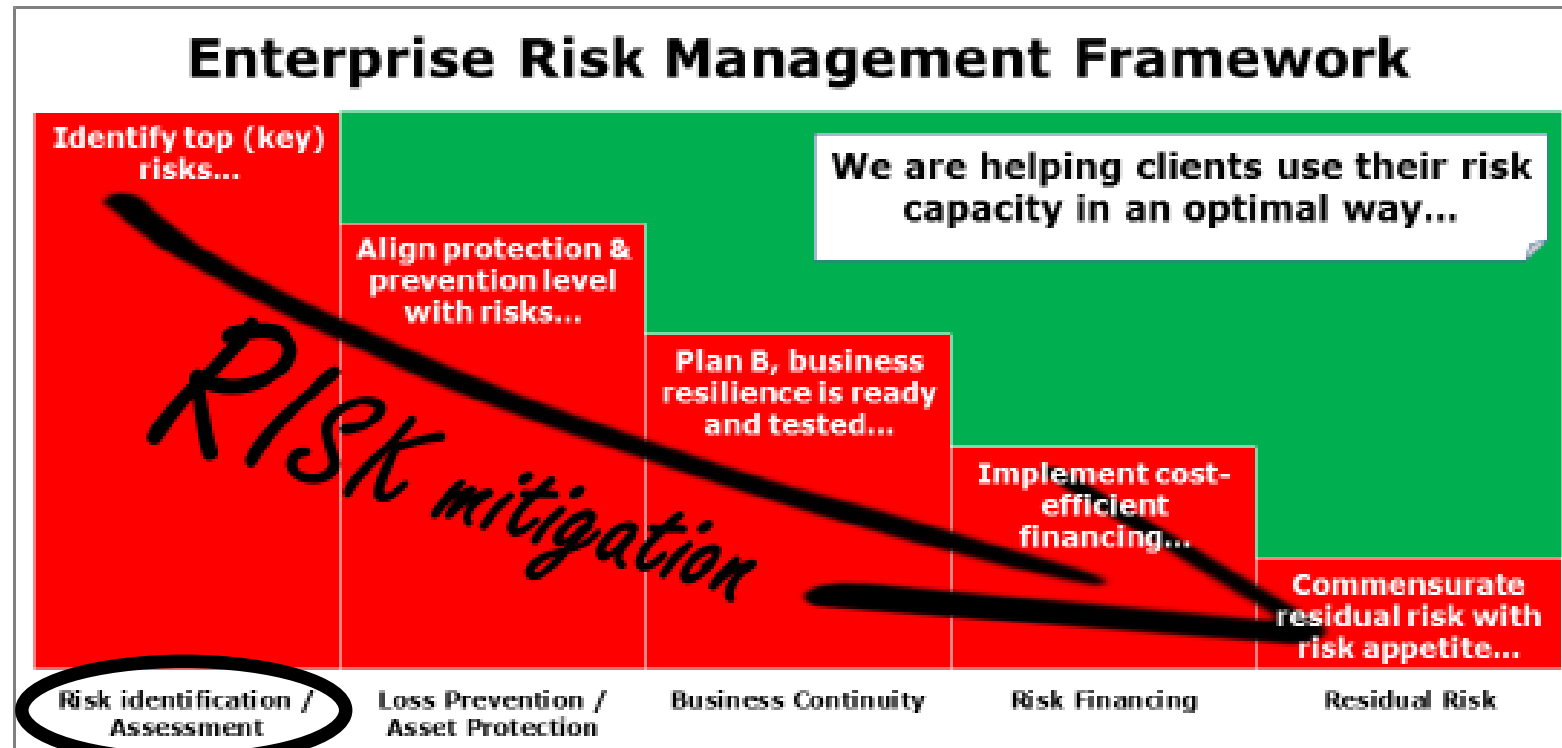 Enterprise Risk Management Framework
Identify top (key)
risks...
We are helping clients use their risk
capacity in an optimal way...
Align protection &
prevention level
with risks...
Plan B, business
resilience is ready
and tested...
Implement cost-
efficient
financing...
Commensurate
residual risk with
risk appetite...
RISK mitigation
Risk identification /
Assessment
Loss Prevention /
Asset Protection
Business Continuity
Risk Financing
Residual Risk